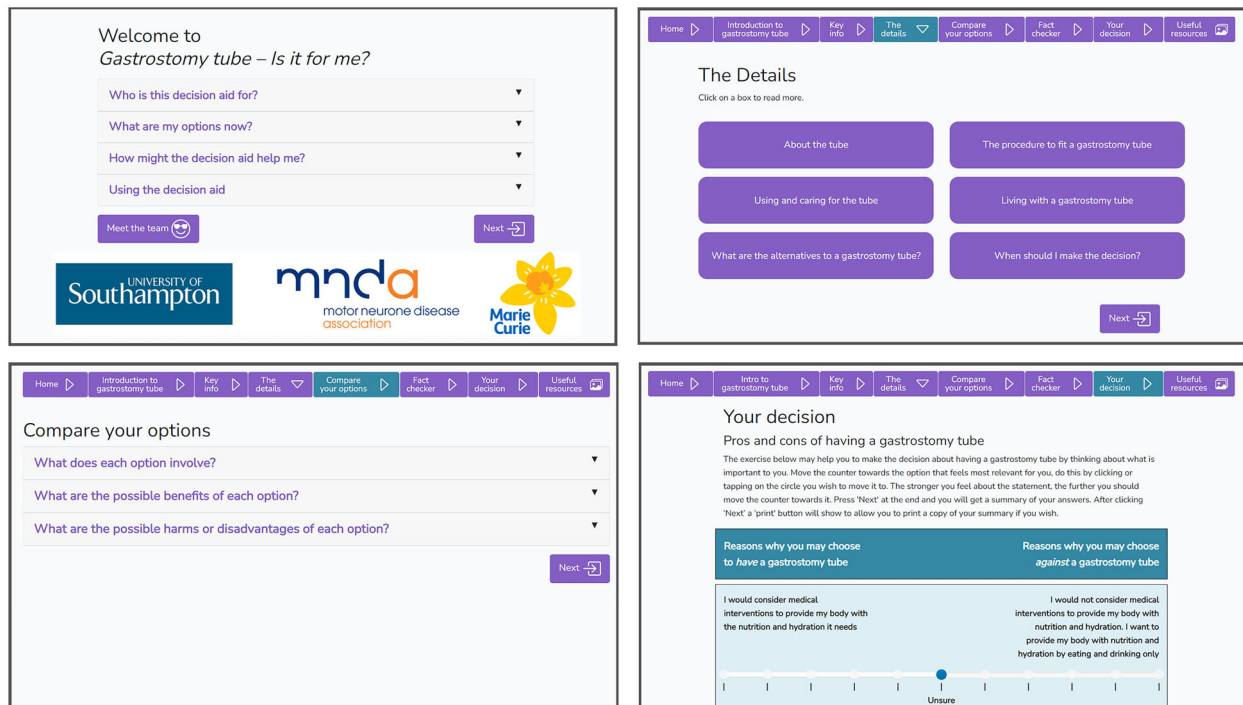 Welcome to
Gastrostomy tube – Is it for me?
Who is this decision aid for?
What are my options now?
How might the decision aid help me?
Using the decision aid
Meet the team
Next
UNIVERSITY OF
Southampton
mnda
motor neurone disease
association
Marie
Curie
Home
Introduction to
gastrostomy tube
Key
info
The
details
Compare
your options
Fact
checker
Your
decision
Useful
resources
The Details
Click on a box to read more.
About the tube
The procedure to fit a gastrostomy tube
Using and caring for the tube
Living with a gastrostomy tube
What are the alternatives to a gastrostomy tube?
When should I make the decision?
Next
Home
Introduction to
gastrostomy tube
Key
info
The
details
Compare
your options
Fact
checker
Your
decision
Useful
resources
Compare your options
What does each option involve?
What are the possible benefits of each option?
What are the possible harms or disadvantages of each option?
Next
Home
Intro to
gastrostomy tube
Key
info
The
details
Compare
your options
Fact
checker
Your
decision
Useful
resources
Your decision
Pros and cons of having a gastrostomy tube
The exercise below may help you to make the decision about having a gastrostomy tube by thinking about what is
important to you. Move the counter towards the option that feels most relevant for you, do this by clicking or
tapping on the circle you wish to move it to. The stronger you feel about the statement, the further you should
move the counter towards it. Press 'Next' at the end and you will get a summary of your answers. After clicking
'Next' a 'print' button will show to allow you to print a copy of your summary if you wish.
Reasons why you may choose
to have a gastrostomy tube
Reasons why you may choose
against a gastrostomy tube
I would consider medical
interventions to provide my body with
the nutrition and hydration it needs
I would not consider medical
interventions to provide my body with
nutrition and hydration. I want to
provide my body with nutrition and
hydration by eating and drinking only
Unsure